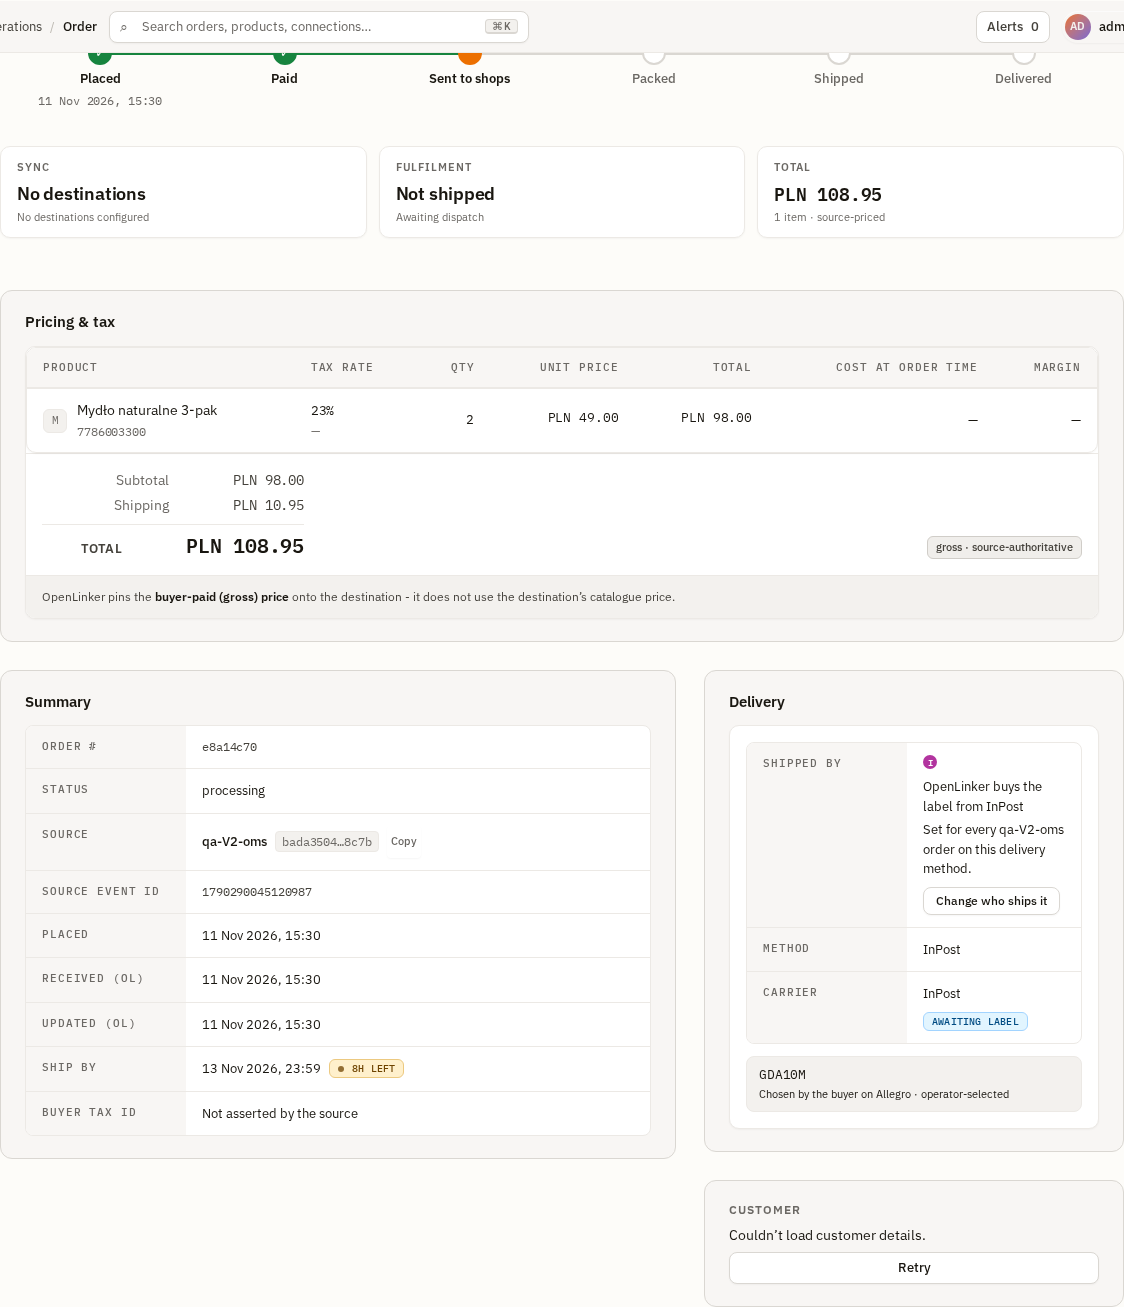 erations / Order
Search orders, products, connections...
⌘K
Alerts 0
AD
adm
Placed
Paid
Sent to shops
Packed
Shipped
Delivered
11 Nov 2026, 15:30
SYNC
No destinations
No destinations configured
FULFILMENT
Not shipped
Awaiting dispatch
TOTAL
PLN 108.95
1 item · source-priced
Pricing & tax
PRODUCT TAX RATE QTY UNIT PRICE TOTAL COST AT ORDER TIME MARGIN
M
Mydło naturalne 3-pak
7786003300
23%
—
2
PLN 49.00
PLN 98.00
—
—
Subtotal PLN 98.00
Shipping PLN 10.95
TOTAL PLN 108.95
gross · source-authoritative
OpenLinker pins the buyer-paid (gross) price onto the destination - it does not use the destination's catalogue price.
Summary
ORDER # e8a14c70
STATUS processing
SOURCE qa-V2-oms bada3504…8c7b Copy
SOURCE EVENT ID 1790290045120987
PLACED 11 Nov 2026, 15:30
RECEIVED (OL) 11 Nov 2026, 15:30
UPDATED (OL) 11 Nov 2026, 15:30
SHIP BY 13 Nov 2026, 23:59 8H LEFT
BUYER TAX ID Not asserted by the source
Delivery
SHIPPED BY
I
OpenLinker buys the
label from InPost
Set for every qa-V2-oms
order on this delivery
method.
Change who ships it
METHOD InPost
CARRIER InPost
AWAITING LABEL
GDA10M
Chosen by the buyer on Allegro · operator-selected
CUSTOMER
Couldn't load customer details.
Retry